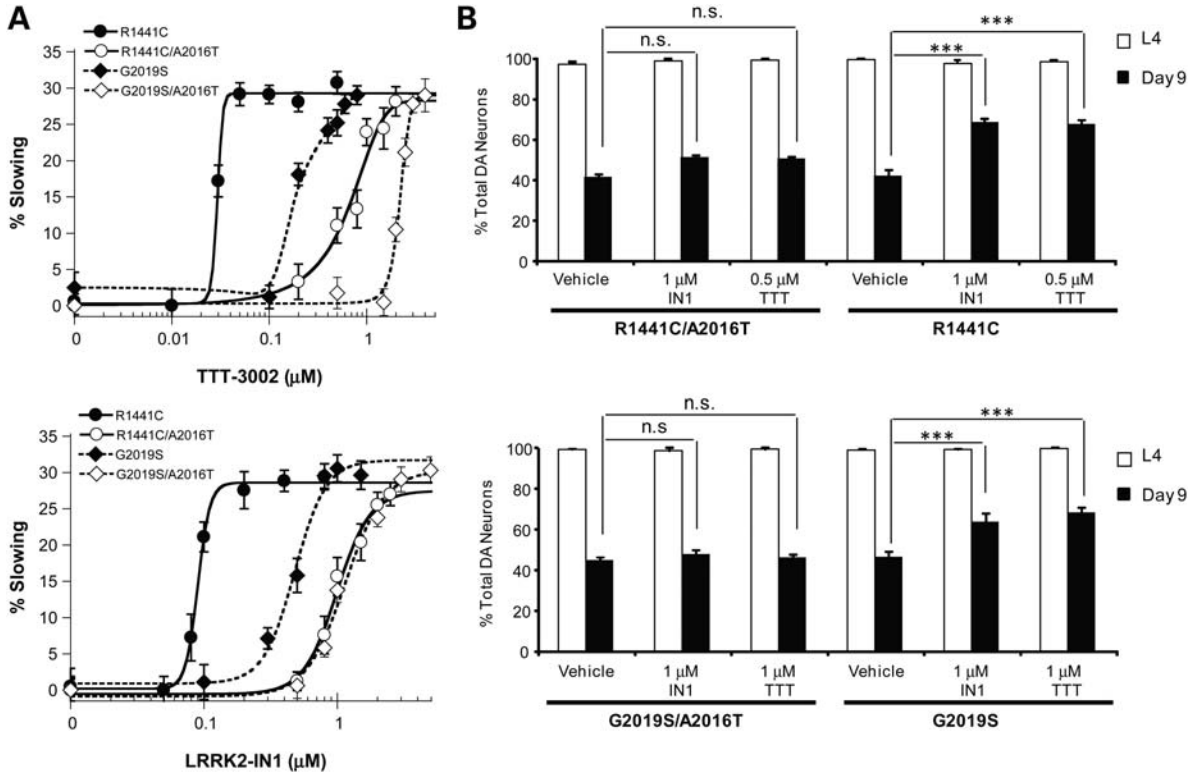 A
R1441C
R1441C/A2016T
G2019S
G2019S/A2016T
35
30
25
20
15
10
5
0
% Slowing
0
0.01
0.1
1
TTT-3002 (μM)
R1441C
R1441C/A2016T
G2019S
G2019S/A2016T
35
30
25
20
15
10
5
0
% Slowing
0
0.1
1
LRRK2-IN1 (μM)
B
n.s.
n.s.
***
***
L4
Day 9
100
80
60
40
20
0
% Total DA Neurons
Vehicle
1 μM
IN1
0.5 μM
TTT
Vehicle
1 μM
IN1
0.5 μM
TTT
R1441C/A2016T
R1441C
n.s.
n.s
***
***
L4
Day 9
100
80
60
40
20
0
% Total DA Neurons
Vehicle
1 μM
IN1
1 μM
TTT
Vehicle
1 μM
IN1
1 μM
TTT
G2019S/A2016T
G2019S